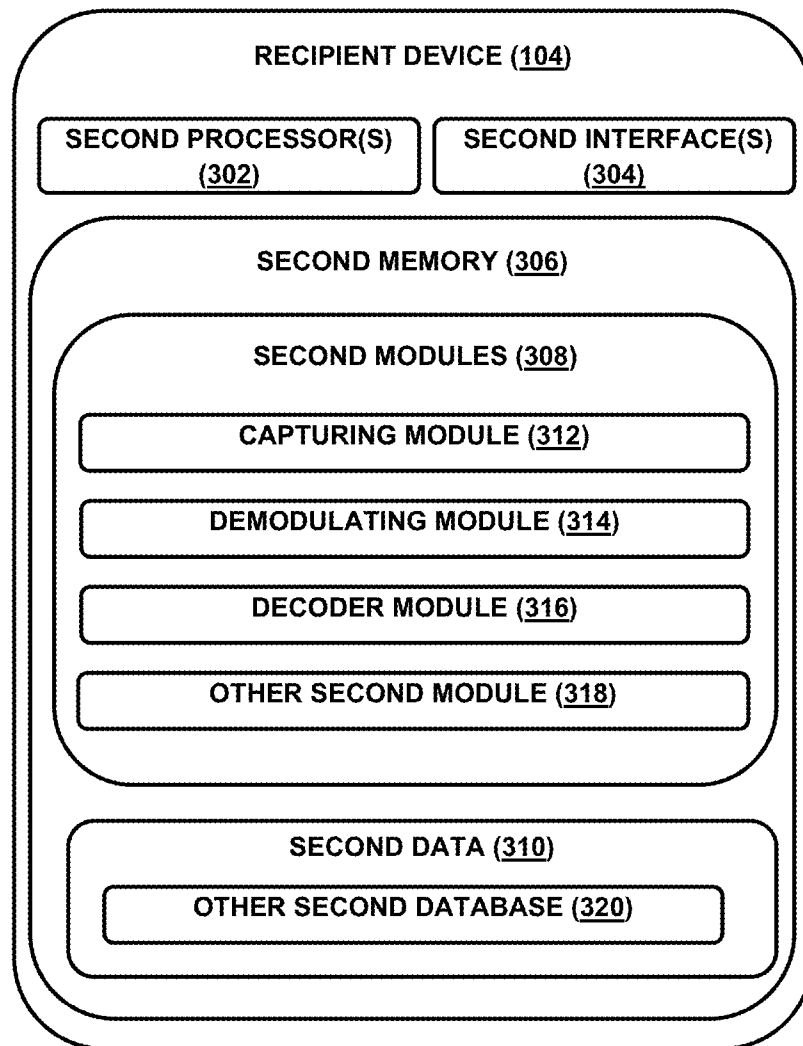 RECIPIENT DEVICE (104)
SECOND PROCESSOR(S)
(302)
SECOND INTERFACE(S)
(304)
SECOND MEMORY (306)
SECOND MODULES (308)
CAPTURING MODULE (312)
DEMODULATING MODULE (314)
DECODER MODULE (316)
OTHER SECOND MODULE (318)
SECOND DATA (310)
OTHER SECOND DATABASE (320)